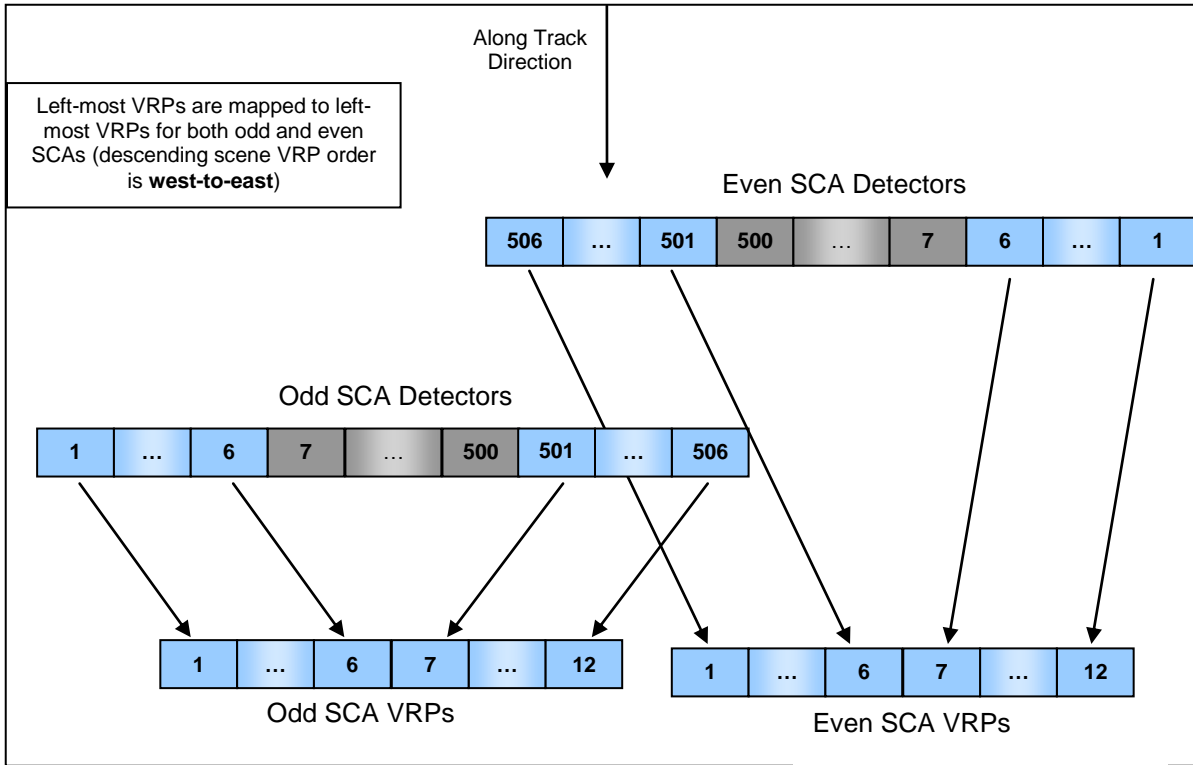 Along Track
Direction
Left-most VRPs are mapped to left-
most VRPs for both odd and even
SCAs (descending scene VRP order
is west-to-east)
Even SCA Detectors
506 ... 501 500 ... 7 6 ... 1
Odd SCA Detectors
1 ... 6 7 ... 500 501 ... 506
1 ... 6 7 ... 12
Odd SCA VRPs
1 ... 6 7 ... 12
Even SCA VRPs